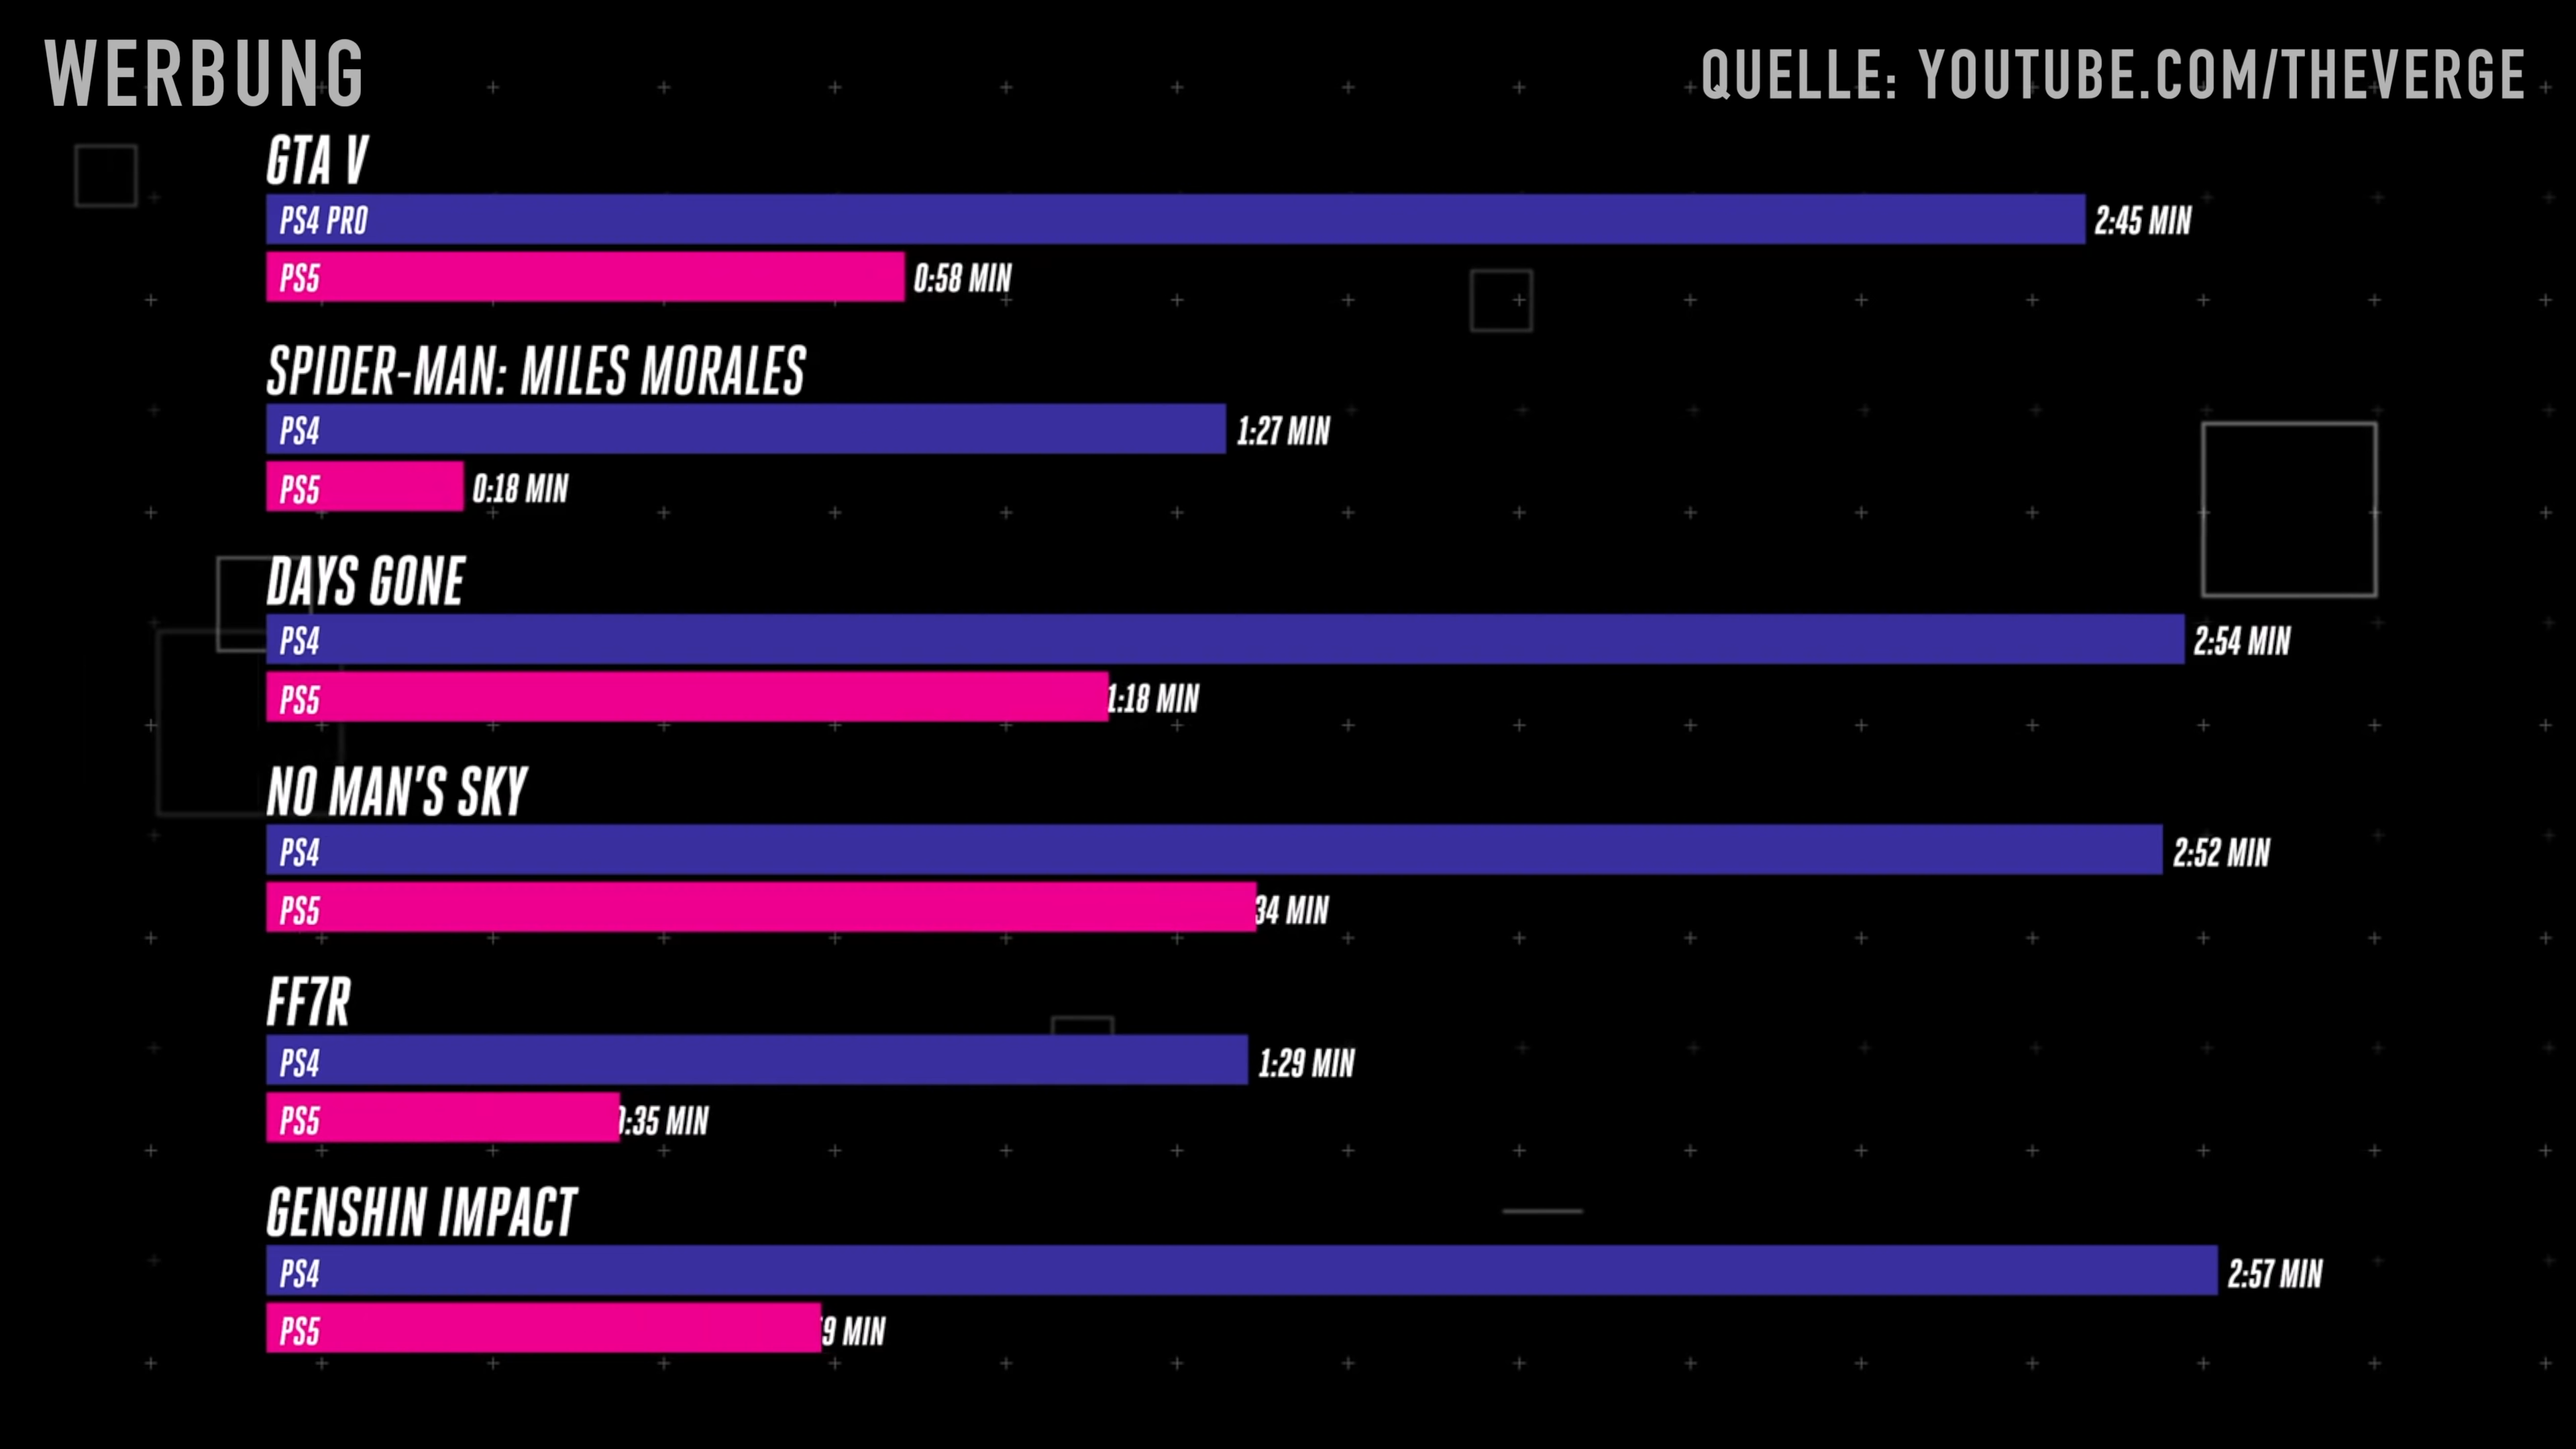 WERBUNG
QUELLE: YOUTUBE.COM/THEVERGE
GTA V
PS4 PRO 2:45 MIN
PS5 0:58 MIN
SPIDER-MAN: MILES MORALES
PS4 1:27 MIN
PS5 0:18 MIN
DAYS GONE
PS4 2:54 MIN
PS5 1:18 MIN
NO MAN'S SKY
PS4 2:52 MIN
PS5 34 MIN
FF7R
PS4 1:29 MIN
PS5 :35 MIN
GENSHIN IMPACT
PS4 2:57 MIN
PS5 9 MIN